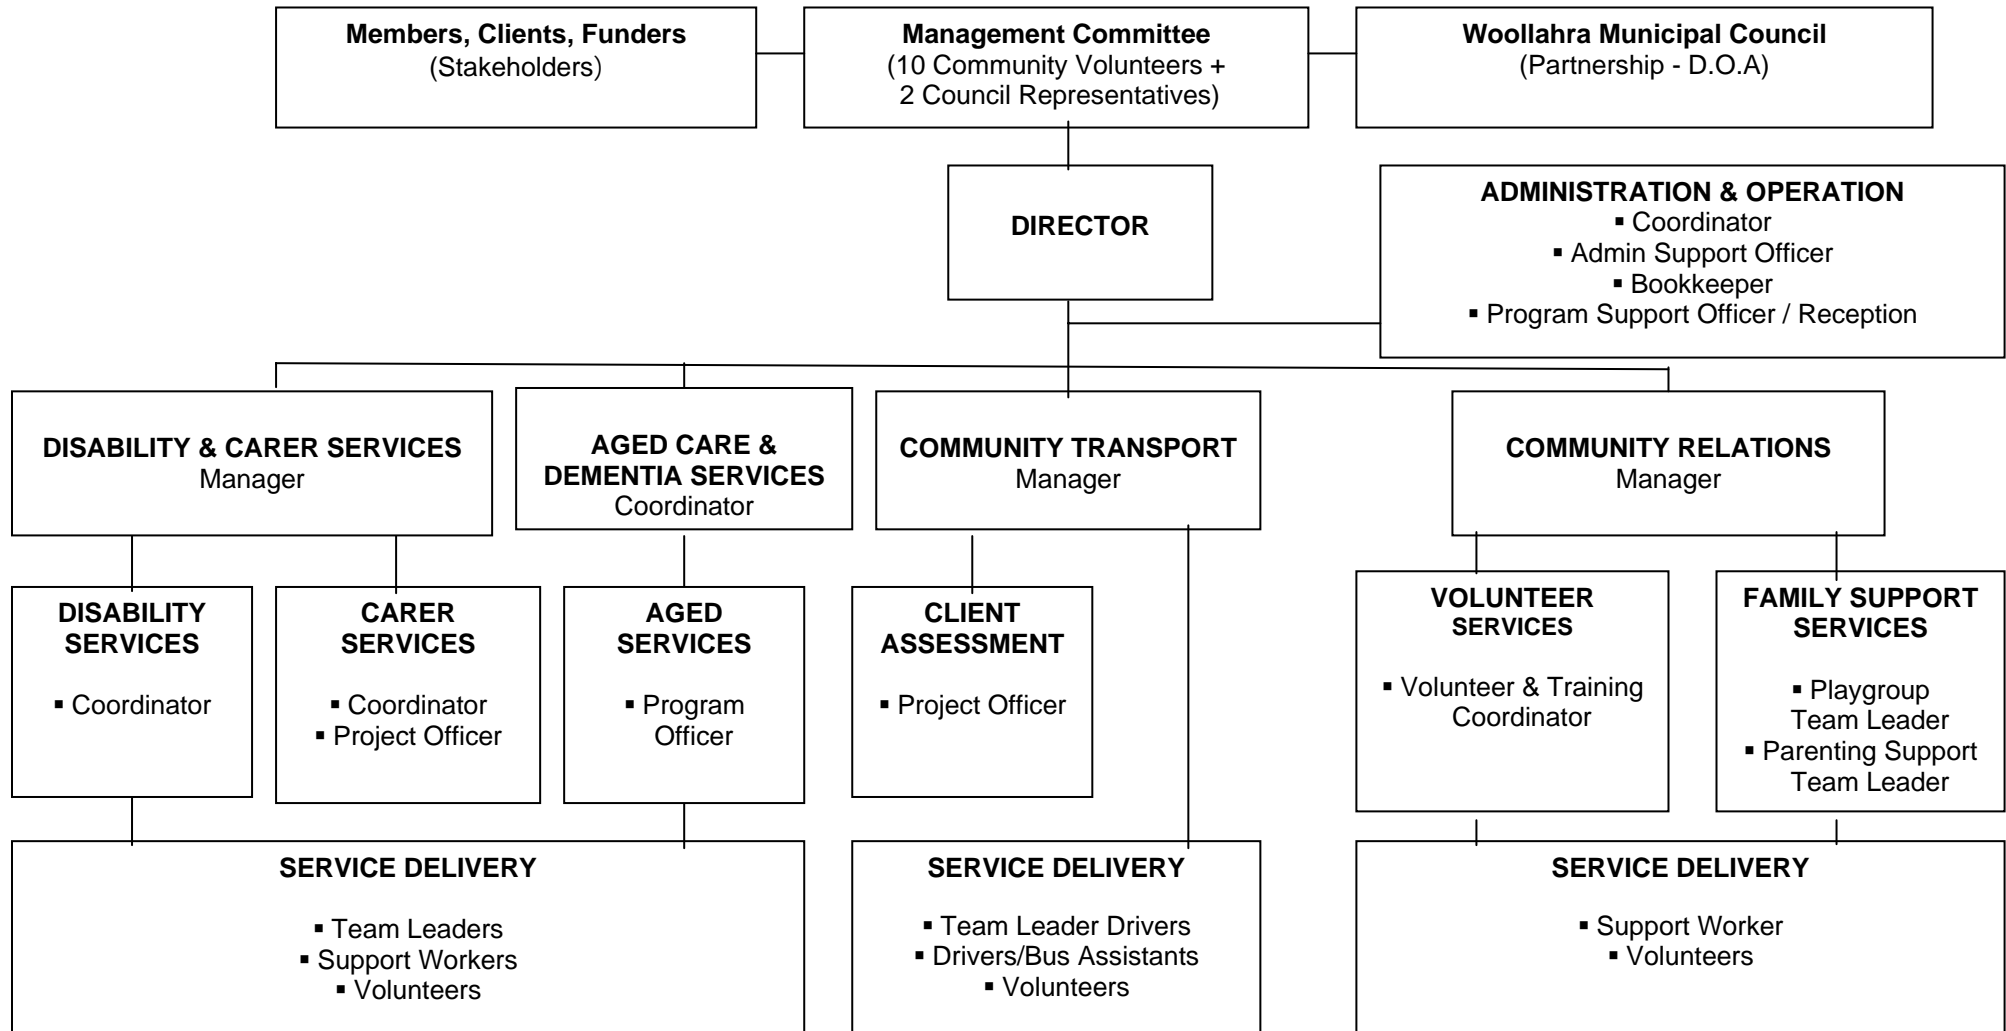 Members, Clients, Funders
(Stakeholders)
Management Committee
(10 Community Volunteers +
2 Council Representatives)
Woollahra Municipal Council
(Partnership - D.O.A)
DIRECTOR
ADMINISTRATION & OPERATION
▪ Coordinator
▪ Admin Support Officer
▪ Bookkeeper
▪ Program Support Officer / Reception
DISABILITY & CARER SERVICES
Manager
AGED CARE &
DEMENTIA SERVICES
Coordinator
COMMUNITY TRANSPORT
Manager
COMMUNITY RELATIONS
Manager
DISABILITY
SERVICES
▪ Coordinator
CARER
SERVICES
▪ Coordinator
▪ Project Officer
AGED
SERVICES
▪ Program
Officer
CLIENT
ASSESSMENT
▪ Project Officer
VOLUNTEER
SERVICES
▪ Volunteer & Training
Coordinator
FAMILY SUPPORT
SERVICES
▪ Playgroup
Team Leader
▪ Parenting Support
Team Leader
SERVICE DELIVERY
▪ Team Leaders
▪ Support Workers
▪ Volunteers
SERVICE DELIVERY
▪ Team Leader Drivers
▪ Drivers/Bus Assistants
▪ Volunteers
SERVICE DELIVERY
▪ Support Worker
▪ Volunteers